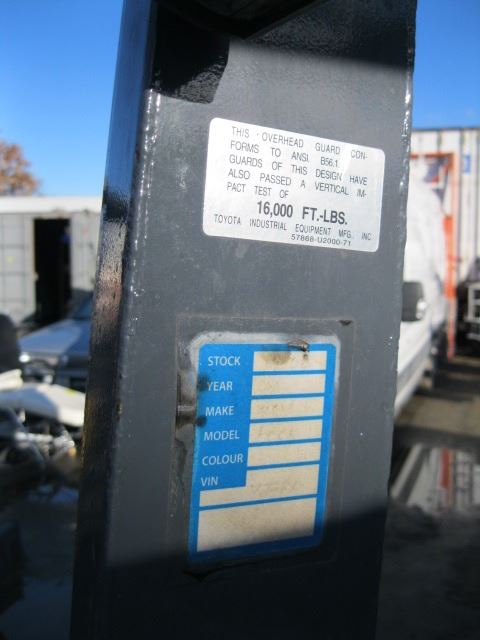 THIS OVERHEAD GUARD CON-
FORMS TO ANSI B56.1.
GUARDS OF THIS DESIGN HAVE
ALSO PASSED A VERTICAL IM-
PACT TEST OF
16,000 FT.-LBS.
TOYOTA INDUSTRIAL EQUIPMENT MFG., INC
57868-U2000-71
STOCK
YEAR
MAKE
MODEL
COLOUR
VIN